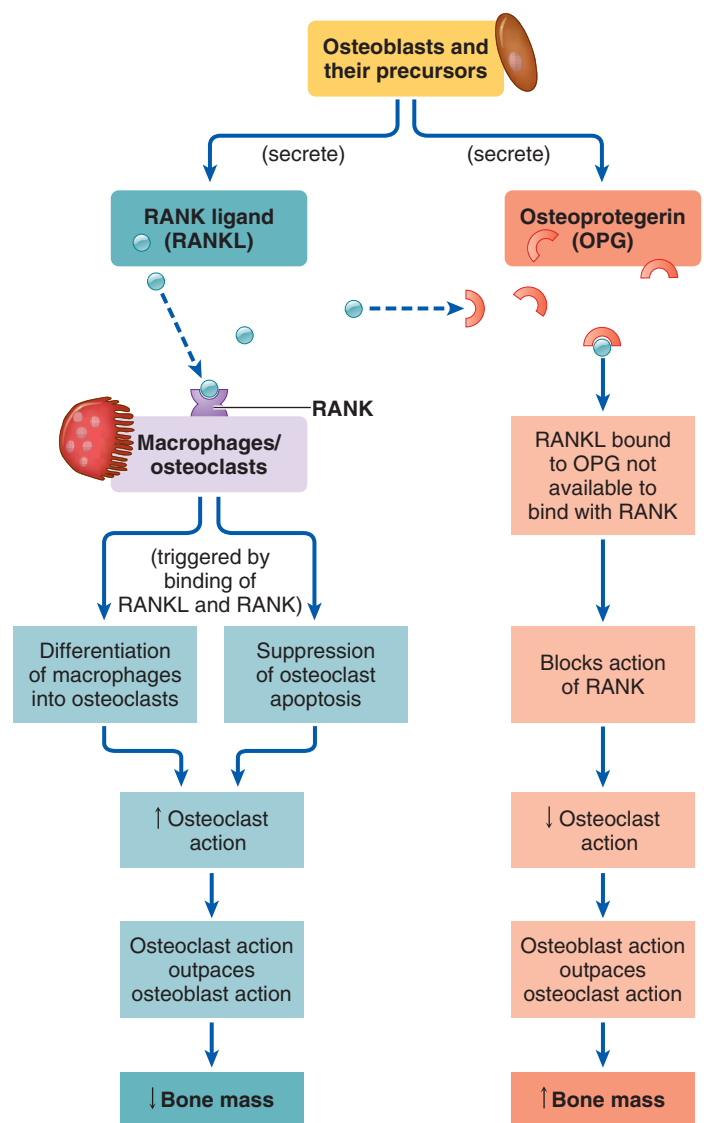 Osteoblasts and
their precursors
(secrete)
(secrete)
RANK ligand
(RANKL)
Osteoprotegerin
(OPG)
RANK
Macrophages/
osteoclasts
RANKL bound
to OPG not
available to
bind with RANK
(triggered by
binding of
RANKL and RANK)
Differentiation
of macrophages
into osteoclasts
Suppression
of osteoclast
apoptosis
Blocks action
of RANK
↑ Osteoclast
action
↓ Osteoclast
action
Osteoclast action
outpaces
osteoblast action
Osteoblast action
outpaces
osteoclast action
↓ Bone mass
↑ Bone mass